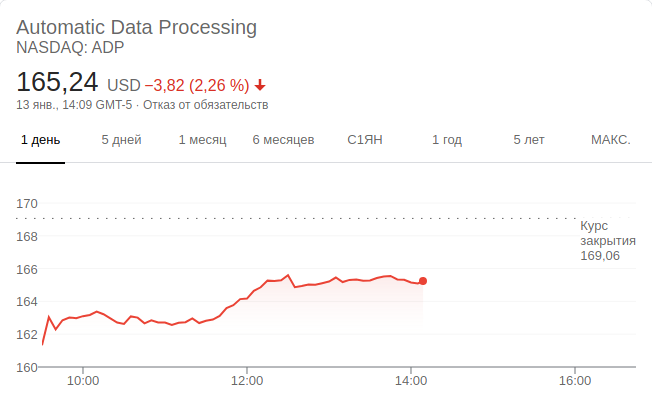 Automatic Data Processing
NASDAQ: ADP
165,24 USD −3,82 (2,26 %)
13 янв., 14:09 GMT-5 · Отказ от обязательств
1 день 5 дней 1 месяц 6 месяцев С1ЯН 1 год 5 лет МАКС.
170
168
166
164
162
160
Курс
закрытия
169,06
10:00 12:00 14:00 16:00